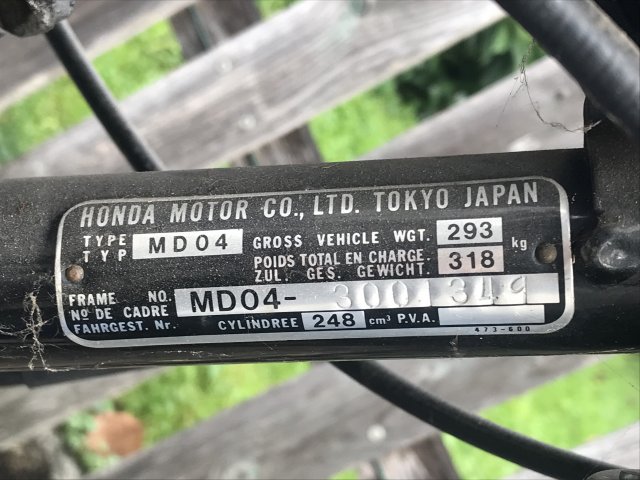 HONDA MOTOR CO., LTD. TOKYO JAPAN
TYPE
TYP
MD04
GROSS VEHICLE WGT. 293
POIDS TOTAL EN CHARGE.
ZUL. GES. GEWICHT.
318
kg
FRAME NO.
Nº DE CADRE
FAHRGEST. Nr.
MD04-3001349
CYLINDREE 248 cm³ P.V.A.
473-600